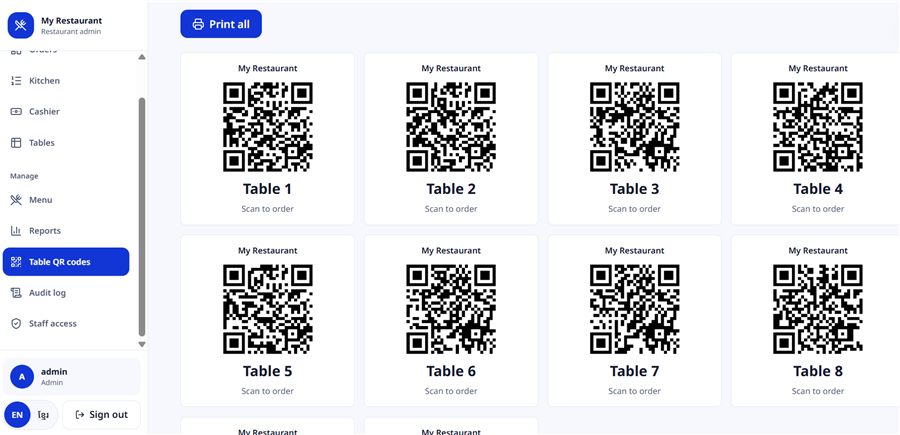 My Restaurant
Restaurant admin
Orders
Kitchen
Cashier
Tables
Manage
Menu
Reports
Table QR codes
Audit log
Staff access
A
admin
Admin
EN ខ្មែរ Sign out
Print all
My Restaurant My Restaurant My Restaurant My Restaurant
Table 1 Table 2 Table 3 Table 4
Scan to order Scan to order Scan to order Scan to order
My Restaurant My Restaurant My Restaurant My Restaurant
Table 5 Table 6 Table 7 Table 8
Scan to order Scan to order Scan to order Scan to order
My Restaurant My Restaurant